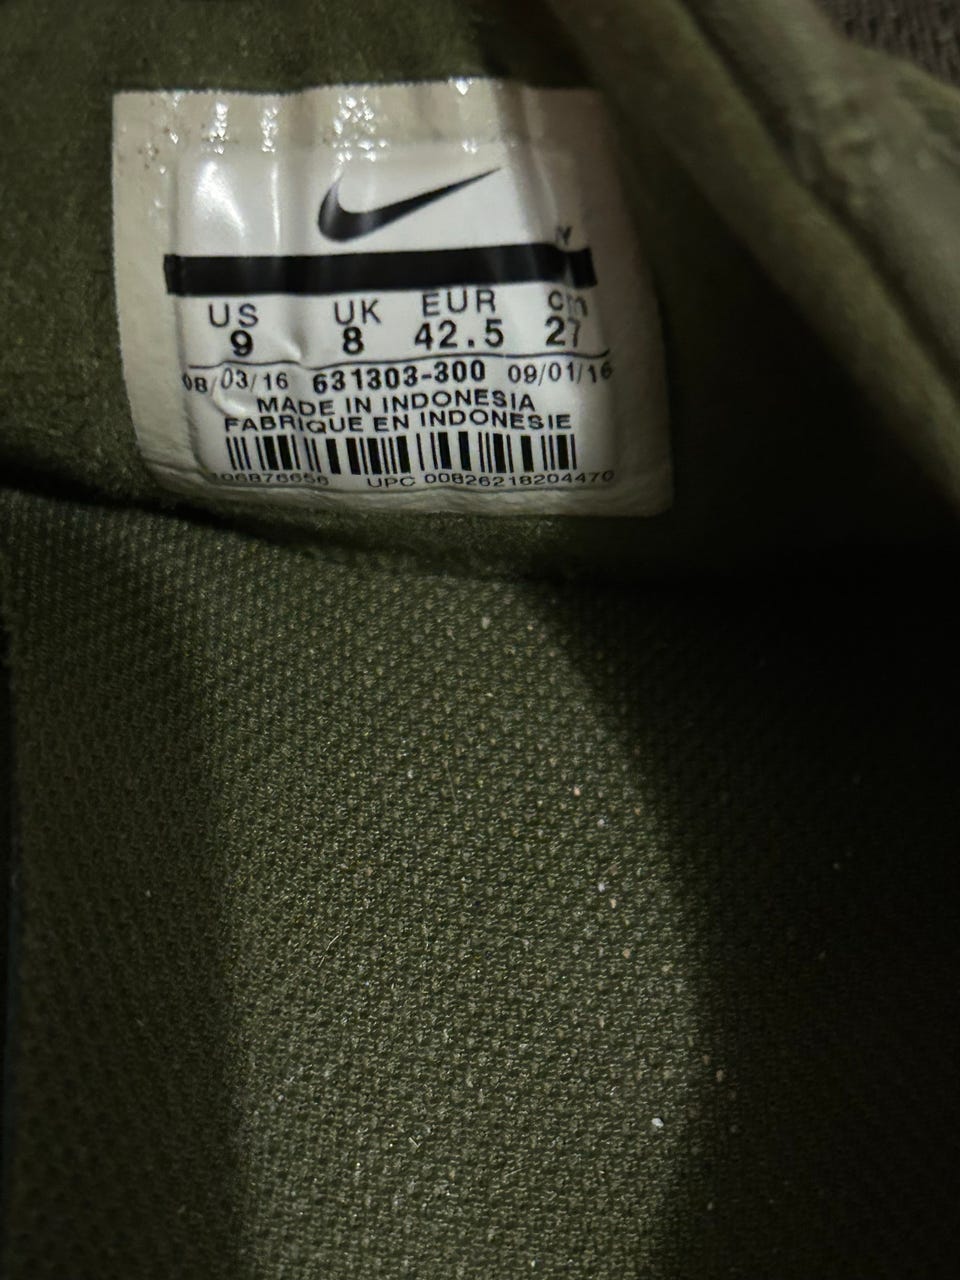 US UK EUR cm
9 8 42.5 27
08/03/16 631303-300 09/01/16
MADE IN INDONESIA
FABRIQUE EN INDONESIE
UPC 00826218204470